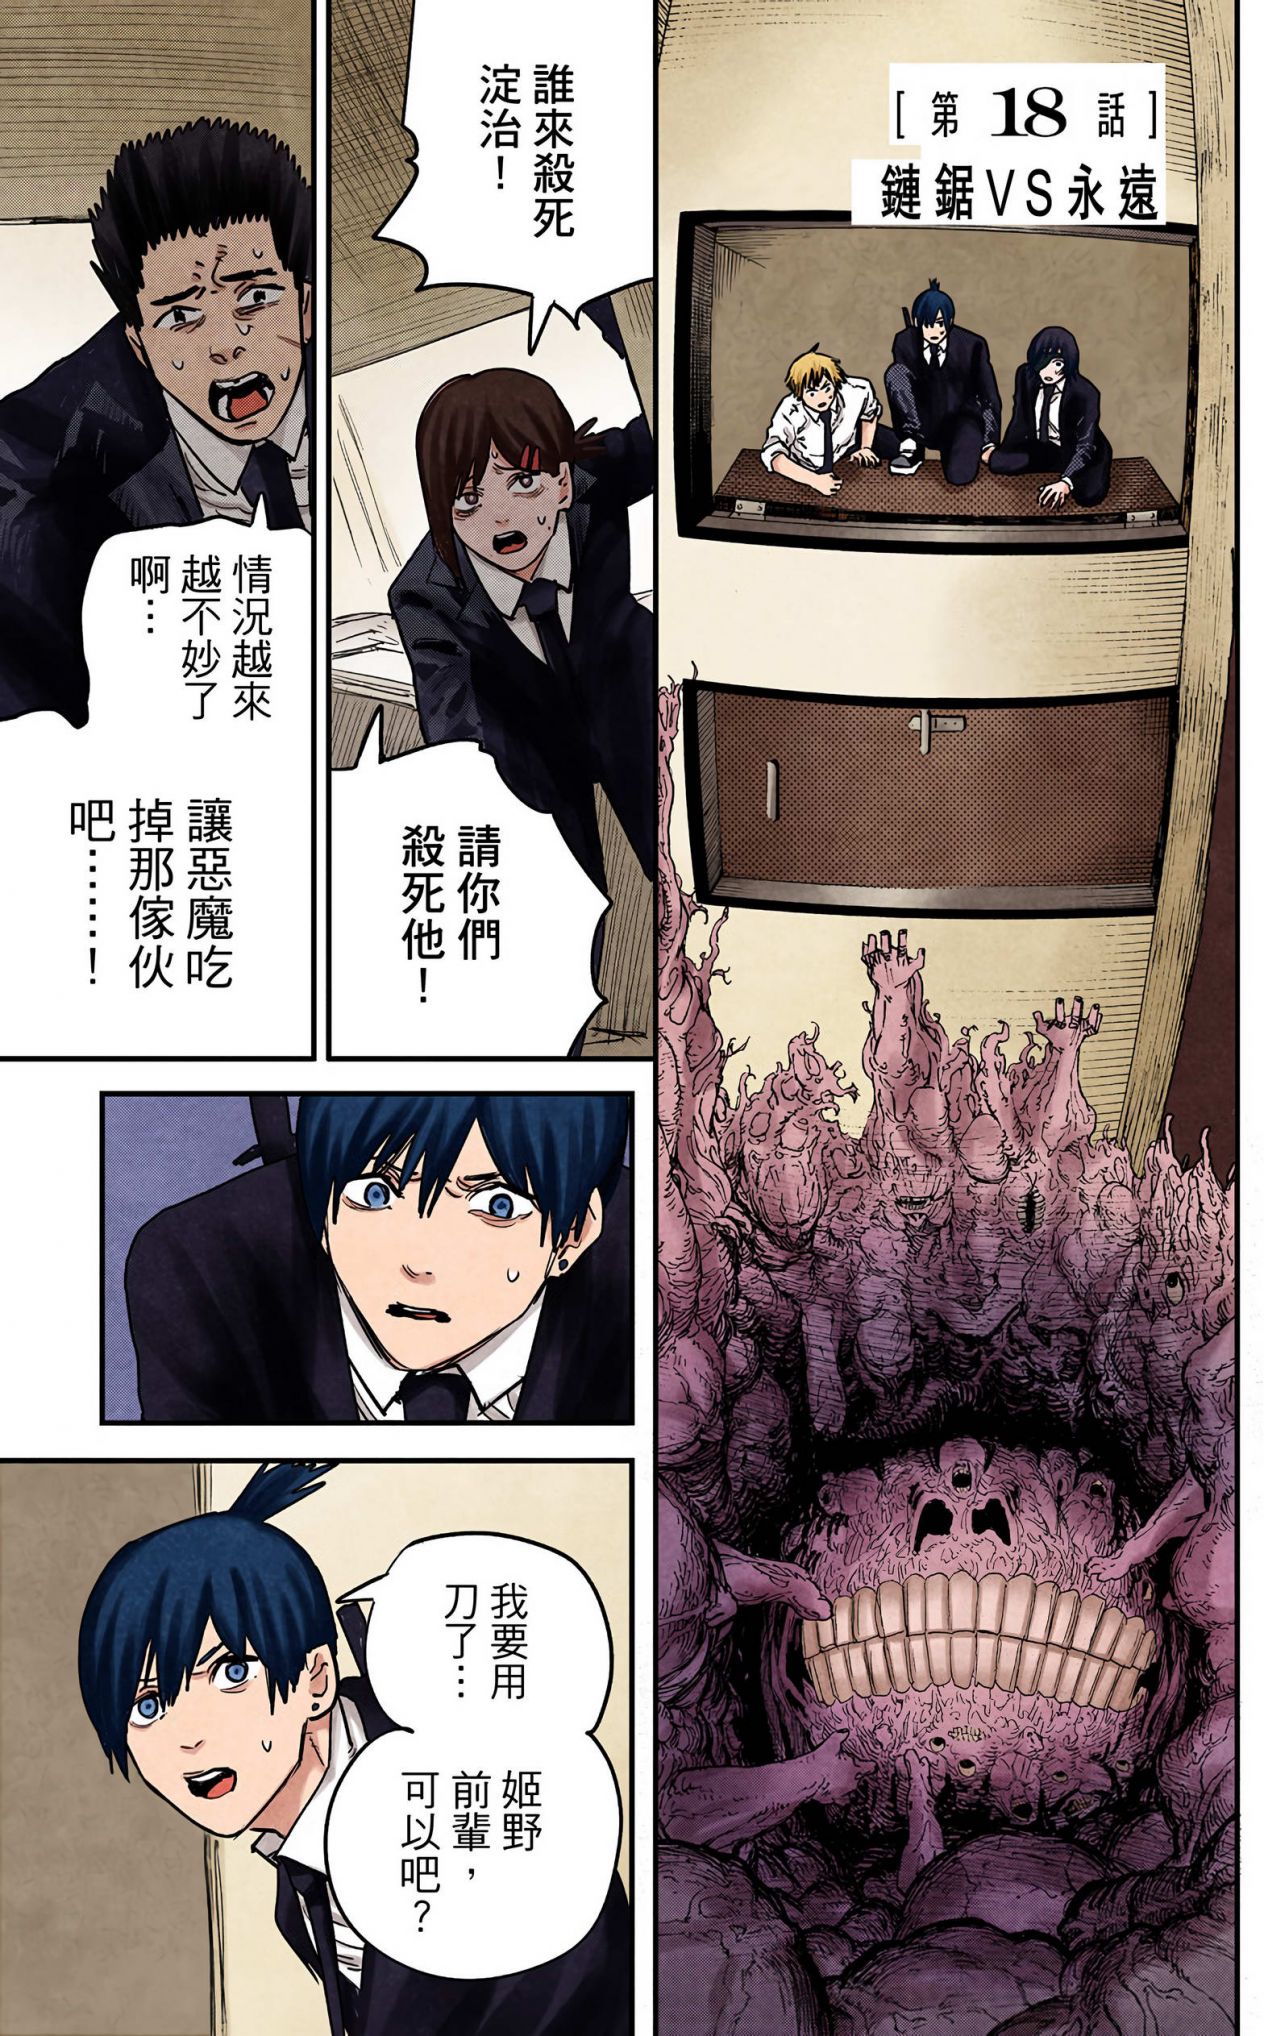 [第18話]
鏈鋸VS永遠
誰來殺死
淀治！
請你們
殺死他！
情況越來
越不妙了
啊…
讓惡魔吃
掉那傢伙
吧……！
我要用
刀了…
姬野
前輩，
可以吧？